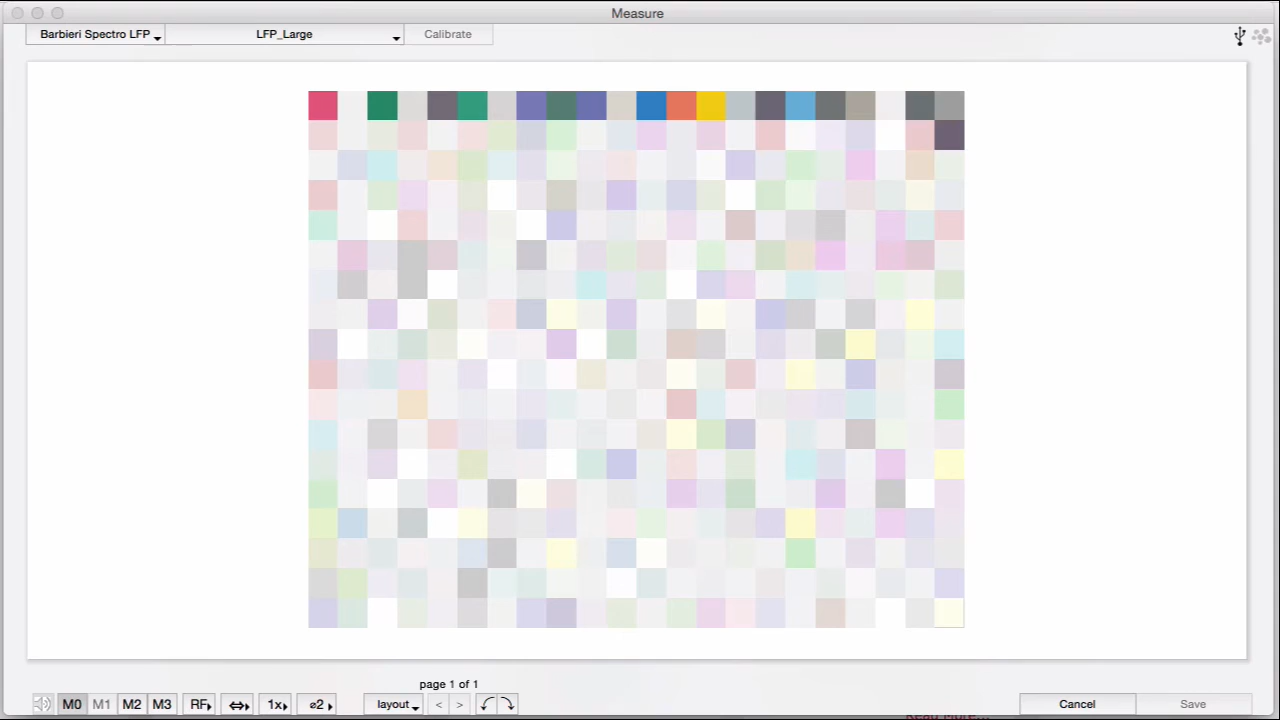 Measure
Barbieri Spectro LFP LFP_Large Calibrate
page 1 of 1
M0 M1 M2 M3 RF 1x ⌀2 layout < > Cancel Save